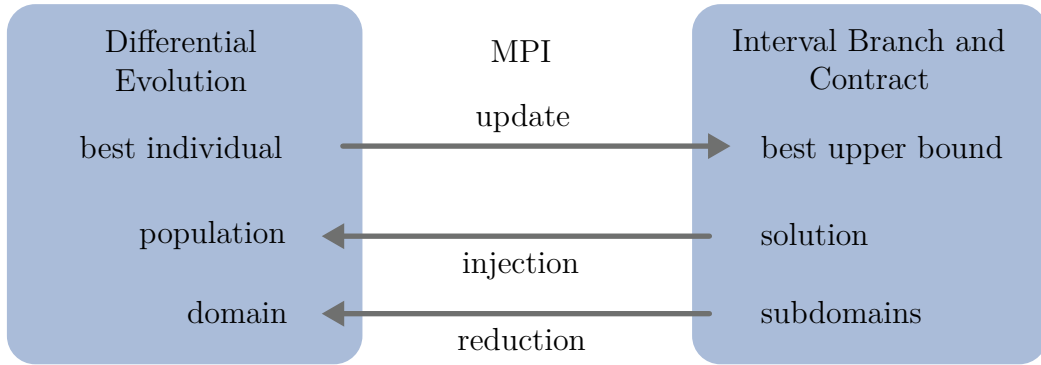 Differential
Evolution
MPI
Interval Branch and
Contract
update
best individual
best upper bound
population
solution
injection
domain
subdomains
reduction